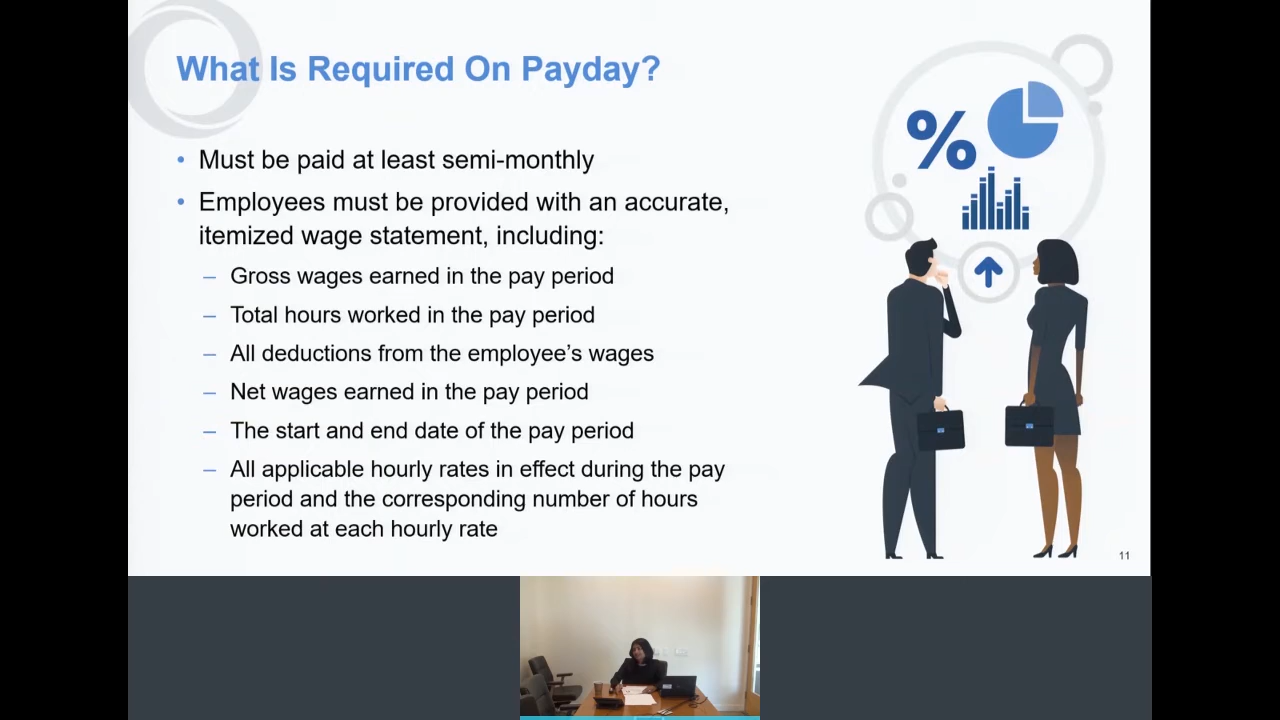 What Is Required On Payday?
• Must be paid at least semi-monthly
• Employees must be provided with an accurate,
itemized wage statement, including:
– Gross wages earned in the pay period
– Total hours worked in the pay period
– All deductions from the employee’s wages
– Net wages earned in the pay period
– The start and end date of the pay period
– All applicable hourly rates in effect during the pay
period and the corresponding number of hours
worked at each hourly rate
%
11